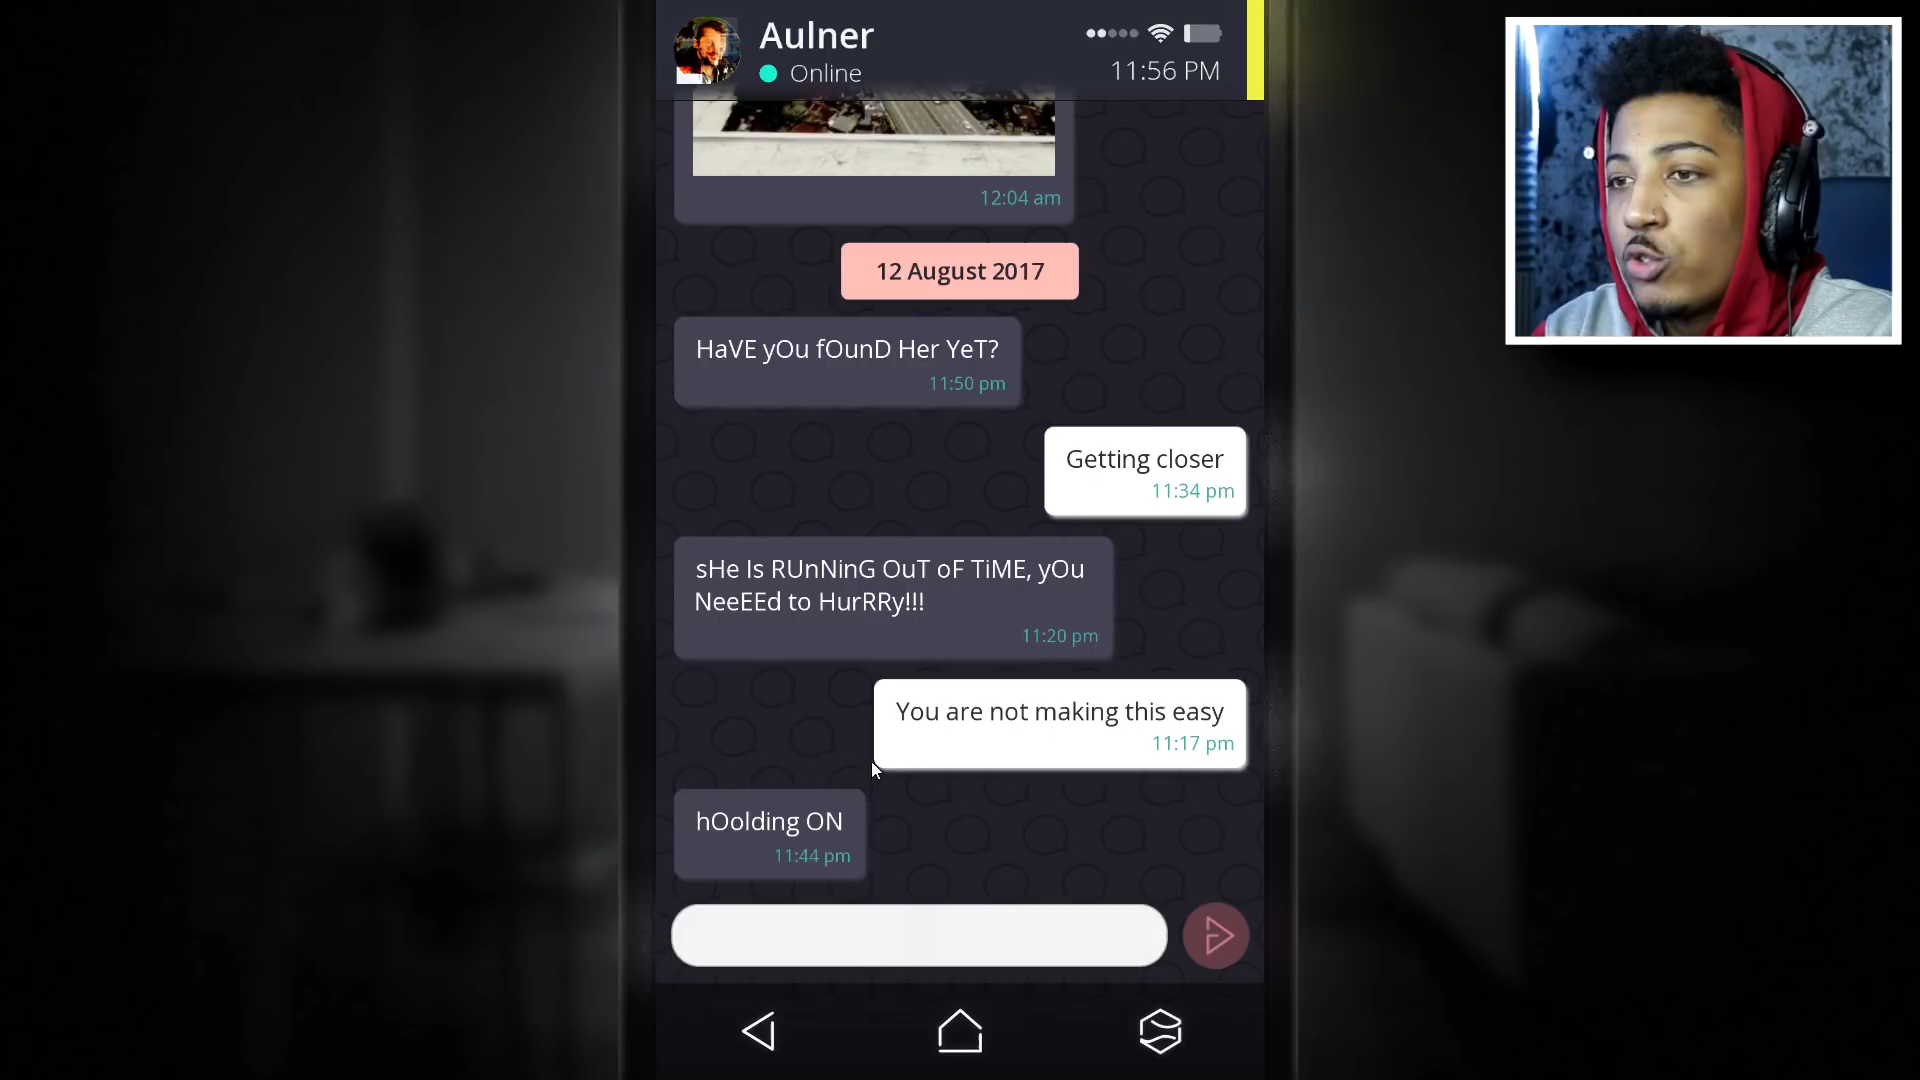 Aulner
Online
11:56 PM
12:04 am
12 August 2017
HaVE yOu fOunD Her YeT?
11:50 pm
Getting closer
11:34 pm
sHe Is RUnNinG OuT oF TiME, yOu
NeeEEd to HurRRy!!!
11:20 pm
You are not making this easy
11:17 pm
hOolding ON
11:44 pm